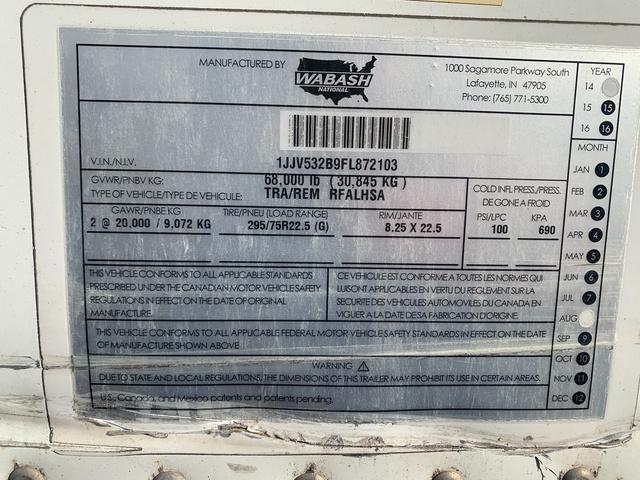 MANUFACTURED BY
WABASH
NATIONAL
1000 Sagamore Parkway South
Lafayette, IN 47905
Phone: (765) 771-5300
YEAR
14
15 15
16 16
MONTH
JAN 1
FEB 2
MAR 3
APR 4
MAY 5
JUN 6
JUL 7
AUG
SEP 9
OCT 10
NOV 11
DEC 12
V.I.N./N.I.V. 1JJV532B9FL872103
GVWR/PNBV KG: 68,000 lb (30,845 KG)
TYPE OF VEHICLE/TYPE DE VEHICLE: TRA/REM RFALHSA
COLD INFL PRESS/PRESS. DE GONE A FROID
GAWR/PNBE KG TIRE/PNEU (LOAD RANGE) RIM/JANTE PSI/LPC KPA
2 @ 20,000 / 9,072 KG 295/75R22.5 (G) 8.25 X 22.5 100 690
THIS VEHICLE CONFORMS TO ALL APPLICABLE STANDARDS
PRESCRIBED UNDER THE CANADIAN MOTOR VEHICLE SAFETY
REGULATIONS IN EFFECT ON THE DATE OF ORIGINAL
MANUFACTURE.
CE VEHICULE EST CONFORME A TOUTES LES NORMES QUI
LUISONT APPLICABLES EN VERTU DU REGLEMENT SUR LA
SECURITE DES VEHICULES AUTOMOBILES DU CANADA EN
VIGUER A LA DATE DE SA FABRICATION D'ORIGINE.
THIS VEHICLE CONFORMS TO ALL APPLICABLE FEDERAL MOTOR VEHICLE SAFETY STANDARDS IN EFFECT ON THE DATE
OF MANUFACTURE SHOWN ABOVE
WARNING
DUE TO STATE AND LOCAL REGULATIONS, THE DIMENSIONS OF THIS TRAILER MAY PROHIBIT ITS USE IN CERTAIN AREAS.
U.S., Canada, and Mexico patents and patents pending.